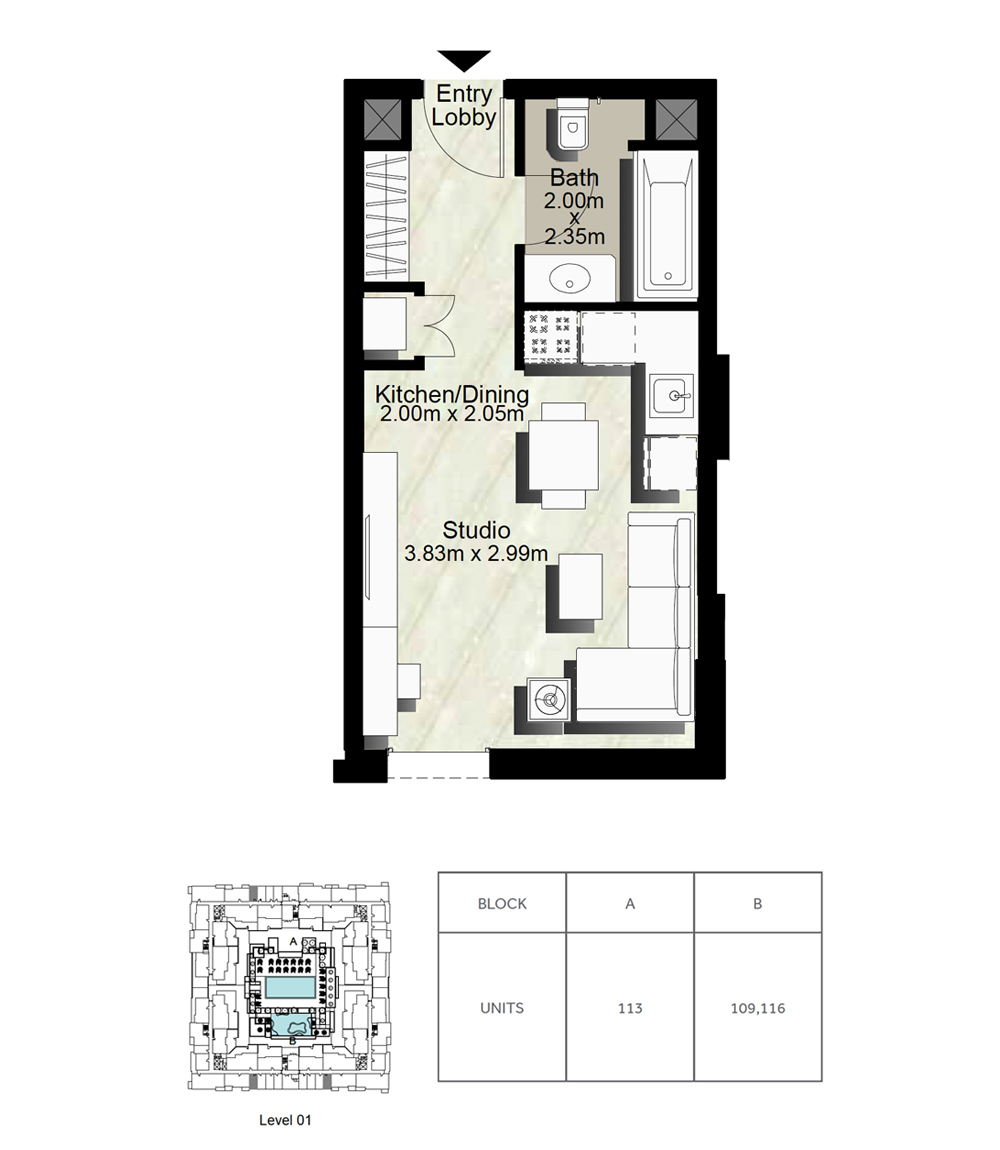 Entry
Lobby
Bath
2.00m
x
2.35m
Kitchen/Dining
2.00m x 2.05m
Studio
3.83m x 2.99m
A
B
Level 01
BLOCK A B
UNITS 113 109,116